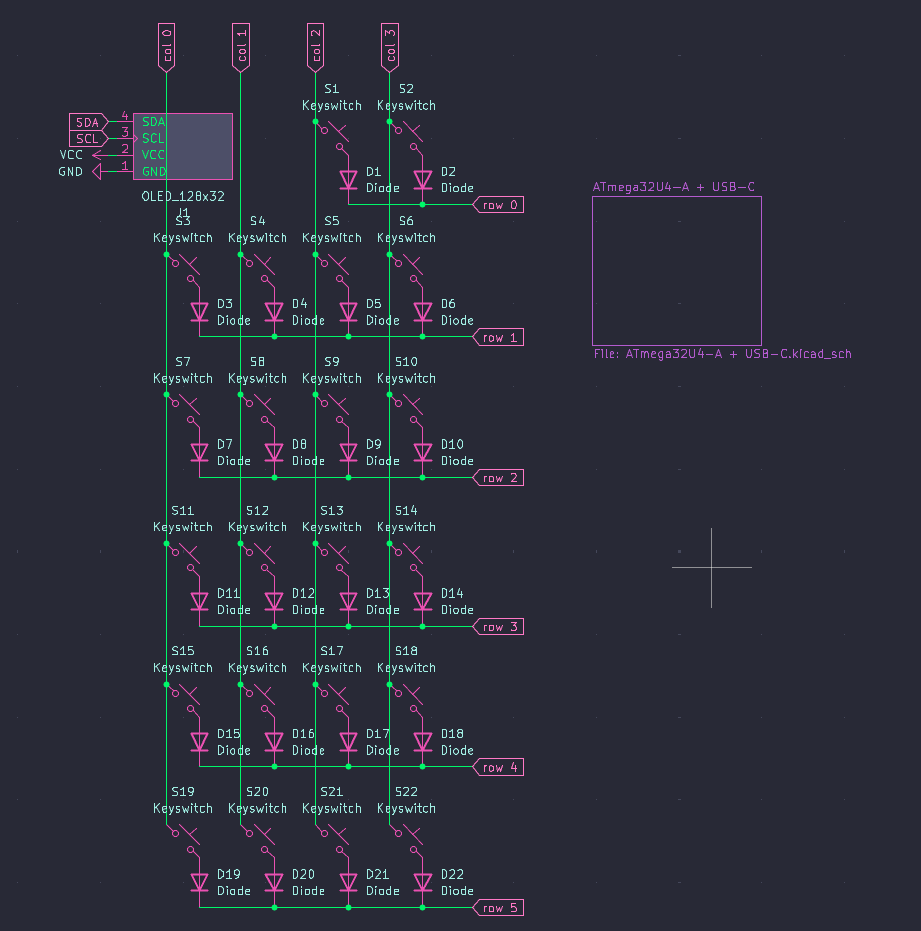 col 0
col 1
col 2
col 3
S1
S2
Keyswitch
Keyswitch
SDA 4 SDA
SCL 3 SCL
VCC 2 VCC
GND 1 GND
D1
Diode
D2
Diode
row 0
OLED_128x32
J1
ATmega32U4-A + USB-C
File: ATmega32U4-A + USB-C.kicad_sch
S3 S4 S5 S6
Keyswitch Keyswitch Keyswitch Keyswitch
D3 D4 D5 D6
Diode Diode Diode Diode
row 1
S7 S8 S9 S10
Keyswitch Keyswitch Keyswitch Keyswitch
D7 D8 D9 D10
Diode Diode Diode Diode
row 2
S11 S12 S13 S14
Keyswitch Keyswitch Keyswitch Keyswitch
D11 D12 D13 D14
Diode Diode Diode Diode
row 3
S15 S16 S17 S18
Keyswitch Keyswitch Keyswitch Keyswitch
D15 D16 D17 D18
Diode Diode Diode Diode
row 4
S19 S20 S21 S22
Keyswitch Keyswitch Keyswitch Keyswitch
D19 D20 D21 D22
Diode Diode Diode Diode
row 5